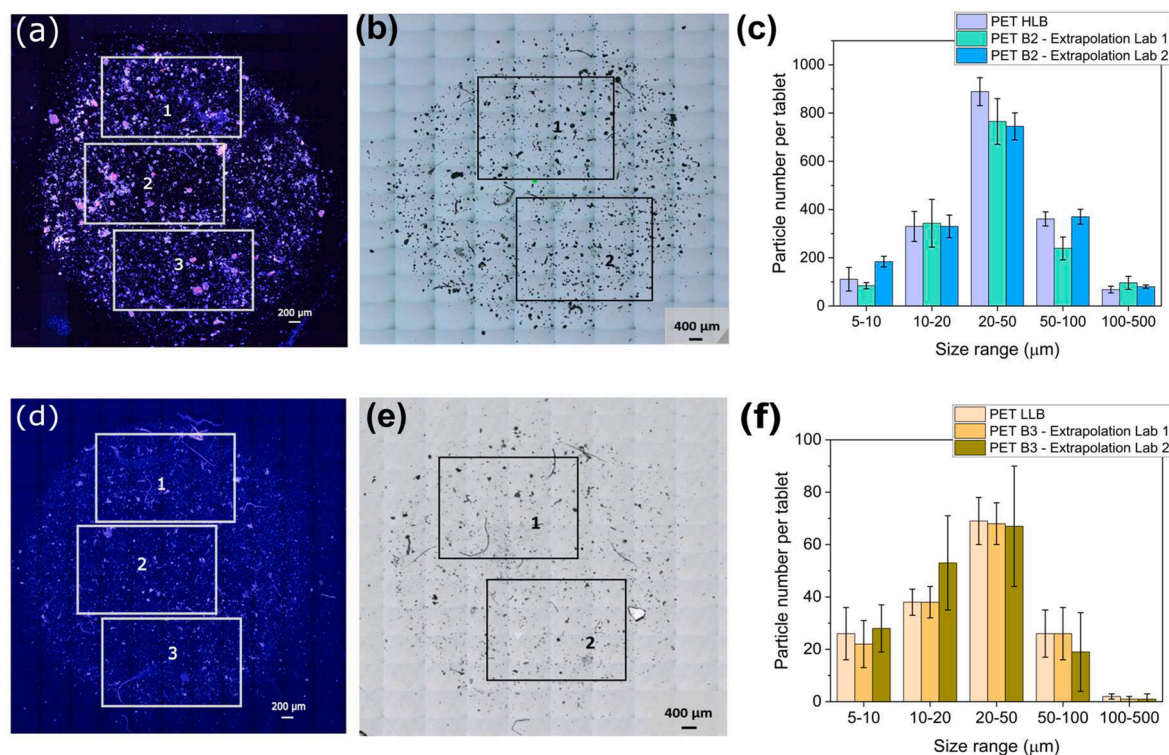 (a)
1
2
3
200 μm
(b)
1
2
400 μm
(c)
PET HLB
PET B2 - Extrapolation Lab 1
PET B2 - Extrapolation Lab 2
Particle number per tablet
1000
800
600
400
200
100
0
5-10 10-20 20-50 50-100 100-500
Size range (μm)
(d)
1
2
3
200 μm
(e)
1
2
400 μm
(f)
PET LLB
PET B3 - Extrapolation Lab 1
PET B3 - Extrapolation Lab 2
Particle number per tablet
100
80
60
40
20
0
5-10 10-20 20-50 50-100 100-500
Size range (μm)